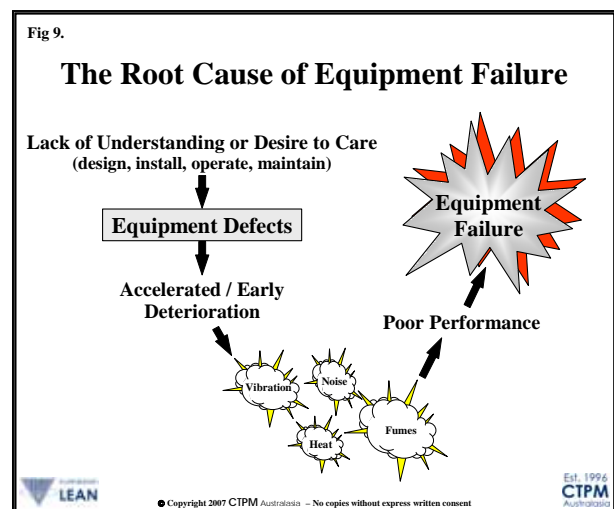 Fig 9.
The Root Cause of Equipment Failure
Lack of Understanding or Desire to Care
(design, install, operate, maintain)
Equipment Defects
Accelerated / Early
Deterioration
Vibration
Noise
Heat
Fumes
Poor Performance
Equipment
Failure
LEAN
© Copyright 2007 CTPM Australasia – No copies without express written consent
Est. 1996
CTPM
Australasia